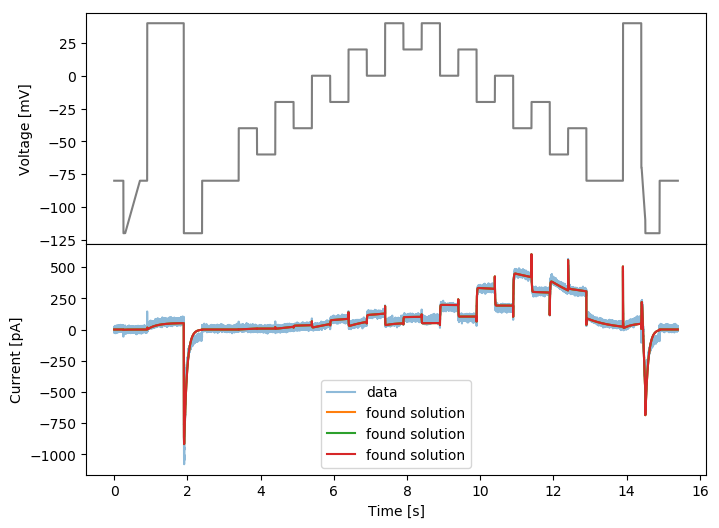 25
0
−25
−50
−75
−100
−125
Voltage [mV]
500
250
0
−250
−500
−750
−1000
Current [pA]
data
found solution
found solution
found solution
0 2 4 6 8 10 12 14 16
Time [s]